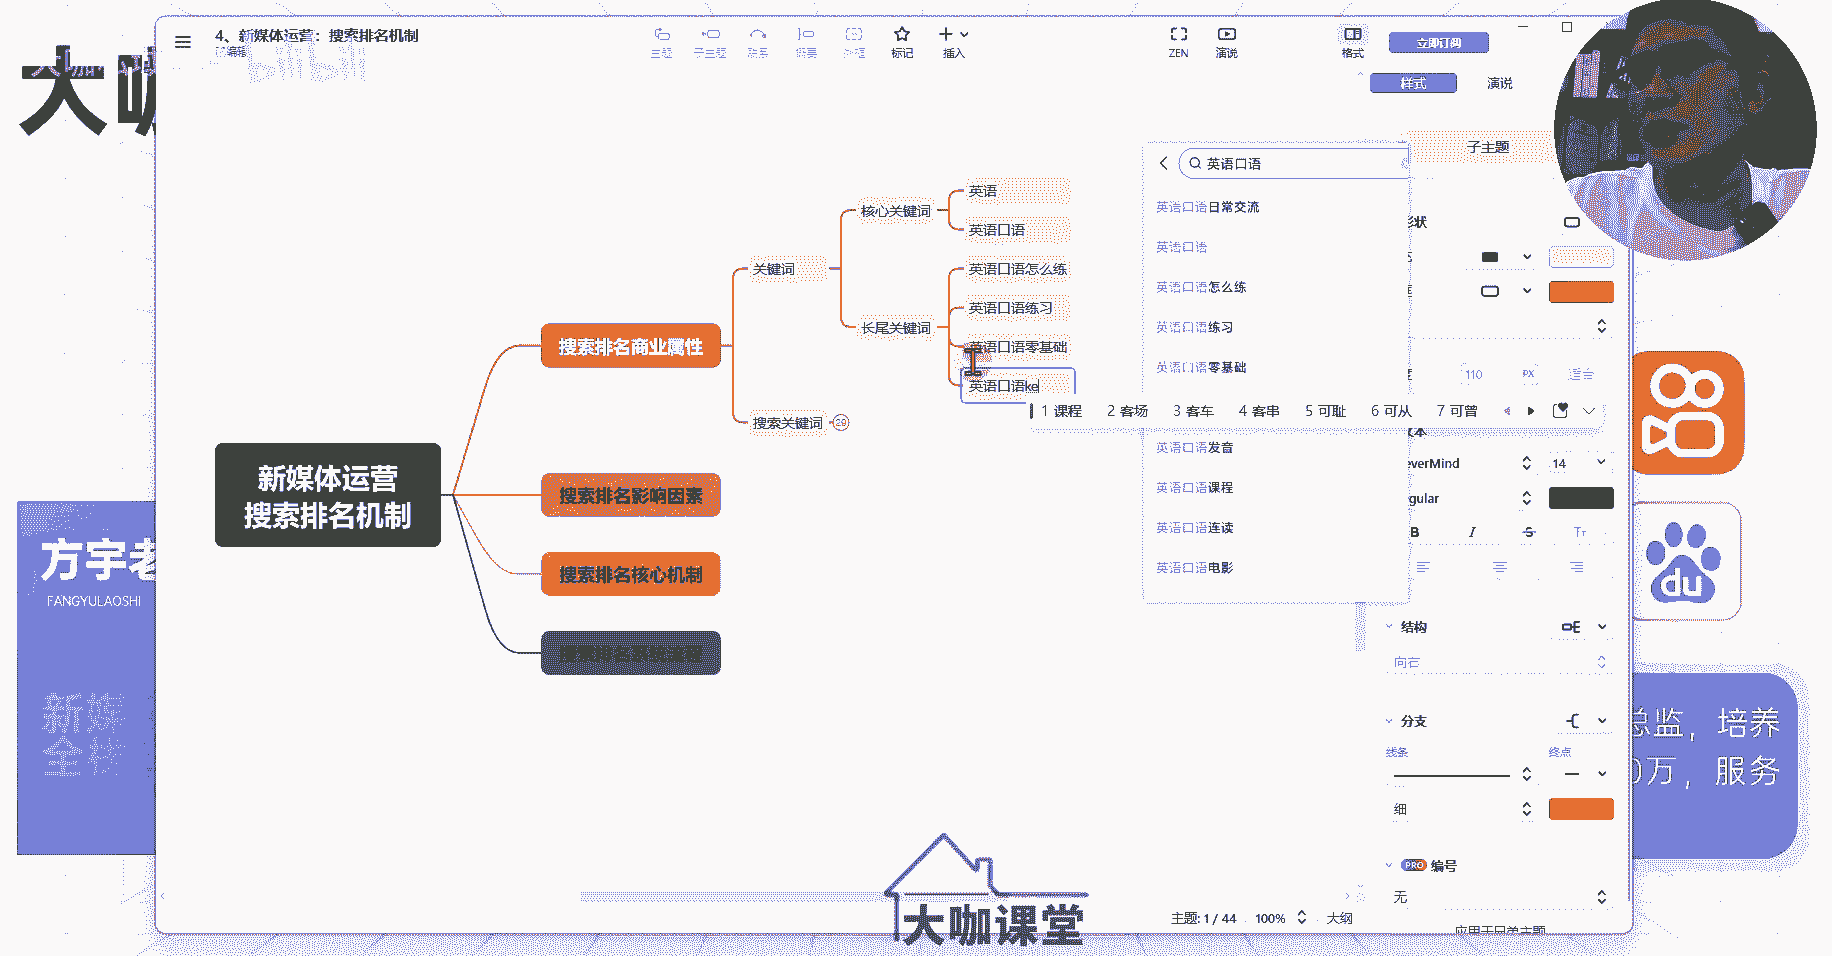 4、新媒体运营：搜索排名机制
已编辑
bilibili
主题
子主题
联系
概要
外框
标记
插入
ZEN
演说
格式
立即订阅
大咖
样式
演说
子主题
英语口语
英语口语日常交流
英语口语
英语口语怎么练
英语口语练习
英语口语零基础
英语口语发音
英语口语课程
英语口语连读
英语口语电影
英语
核心关键词
英语口语
关键词
英语口语怎么练
英语口语练习
长尾关键词
英语口语零基础
英语口语ke
1 课程 2 客场 3 客车 4 客串 5 可耻 6 可从 7 可曾
搜索排名商业属性
搜索关键词 29
新媒体运营
搜索排名机制
搜索排名影响因素
搜索排名核心机制
形状
110 PX
文本
everMind 14
gular
B I S Tт
结构
向右
分支
线条 终点
细
PRO 编号
无
方宇老
FANGYULAOSHI
新媒
全栈
du
总监，培养
0万，服务
大咖课堂
主题: 1 / 44 100% 大纲
应用于只单主题